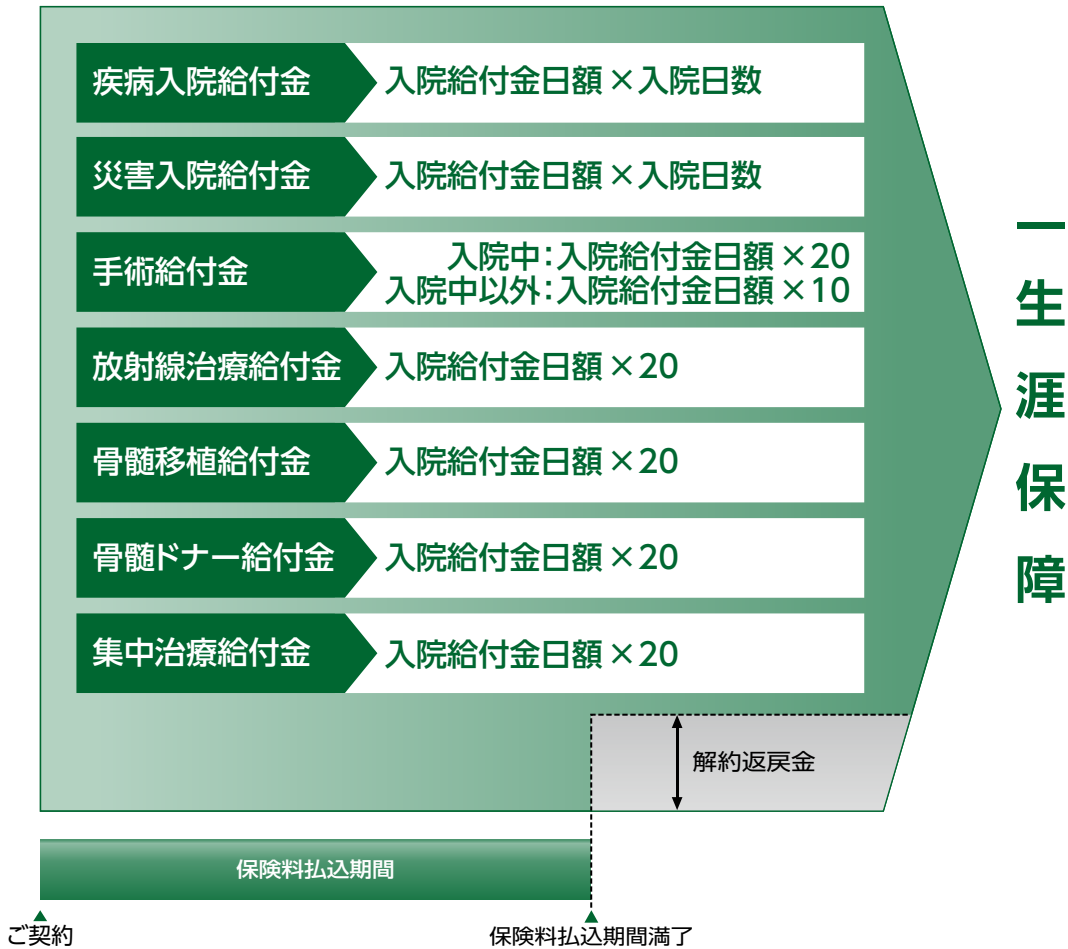 疾病入院給付金
入院給付金日額×入院日数
災害入院給付金
入院給付金日額×入院日数
手術給付金
入院中：入院給付金日額×20
入院中以外：入院給付金日額×10
放射線治療給付金
入院給付金日額×20
骨髄移植給付金
入院給付金日額×20
骨髄ドナー給付金
入院給付金日額×20
集中治療給付金
入院給付金日額×20
一生涯保障
解約返戻金
保険料払込期間
ご契約
保険料払込期間満了